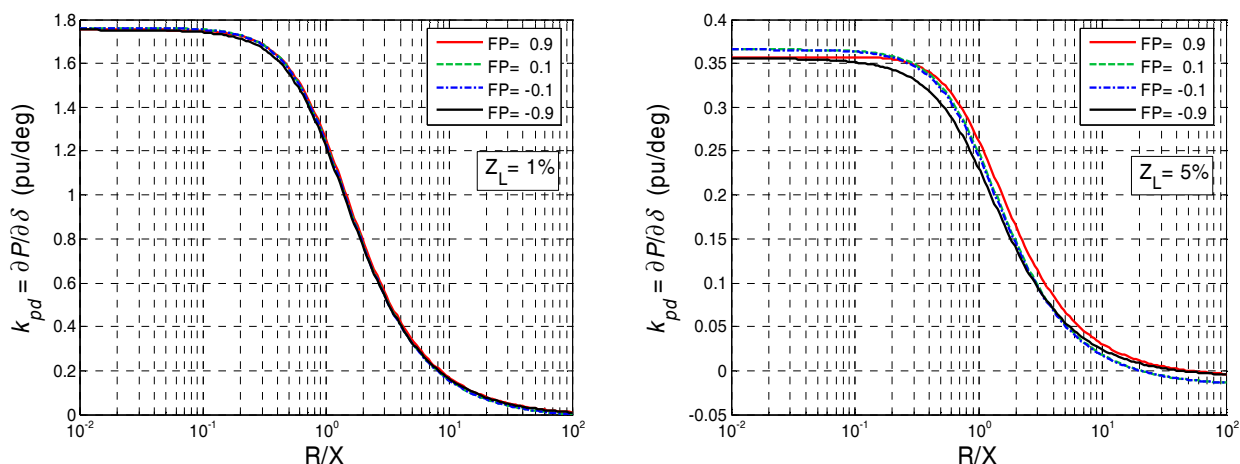 k_pd = ∂P/∂δ (pu/deg)
1.8
1.6
1.4
1.2
1
0.8
0.6
0.4
0.2
0
FP= 0.9
FP= 0.1
FP= -0.1
FP= -0.9
Z_L= 1%
10^-2
10^-1
10^0
10^1
10^2
R/X
k_pd = ∂P/∂δ (pu/deg)
0.4
0.35
0.3
0.25
0.2
0.15
0.1
0.05
0
-0.05
FP= 0.9
FP= 0.1
FP= -0.1
FP= -0.9
Z_L= 5%
10^-2
10^-1
10^0
10^1
10^2
R/X